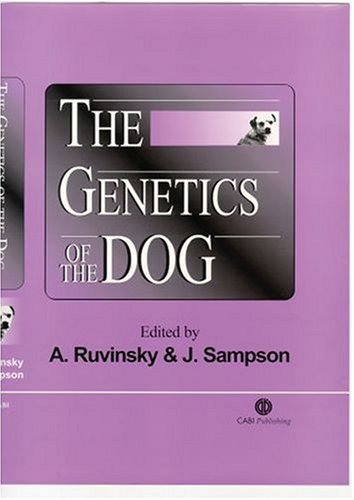 THE
GENETICS
OF THE DOG
Edited by
A. Ruvinsky & J. Sampson
CABI Publishing
THE GENETICS OF THE DOG
nsky
pson